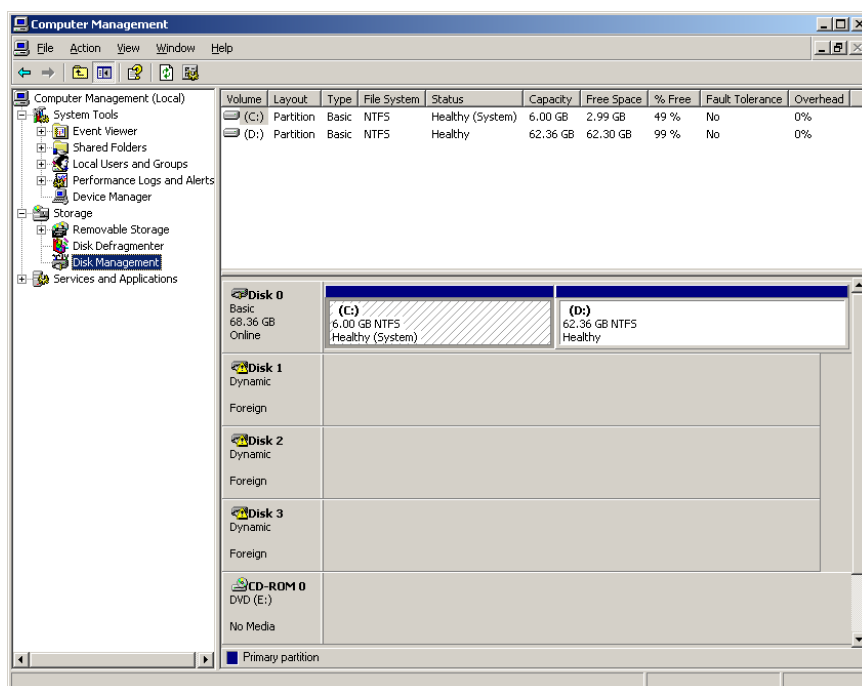 Computer Management
File Action View Window Help
Computer Management (Local)
System Tools
Event Viewer
Shared Folders
Local Users and Groups
Performance Logs and Alerts
Device Manager
Storage
Removable Storage
Disk Defragmenter
Disk Management
Services and Applications
Volume Layout Type File System Status Capacity Free Space % Free Fault Tolerance Overhead
(C:) Partition Basic NTFS Healthy (System) 6.00 GB 2.99 GB 49 % No 0%
(D:) Partition Basic NTFS Healthy 62.36 GB 62.30 GB 99 % No 0%
Disk 0
Basic
68.36 GB
Online
(C:)
6.00 GB NTFS
Healthy (System)
(D:)
62.36 GB NTFS
Healthy
Disk 1
Dynamic
Foreign
Disk 2
Dynamic
Foreign
Disk 3
Dynamic
Foreign
CD-ROM 0
DVD (E:)
No Media
Primary partition